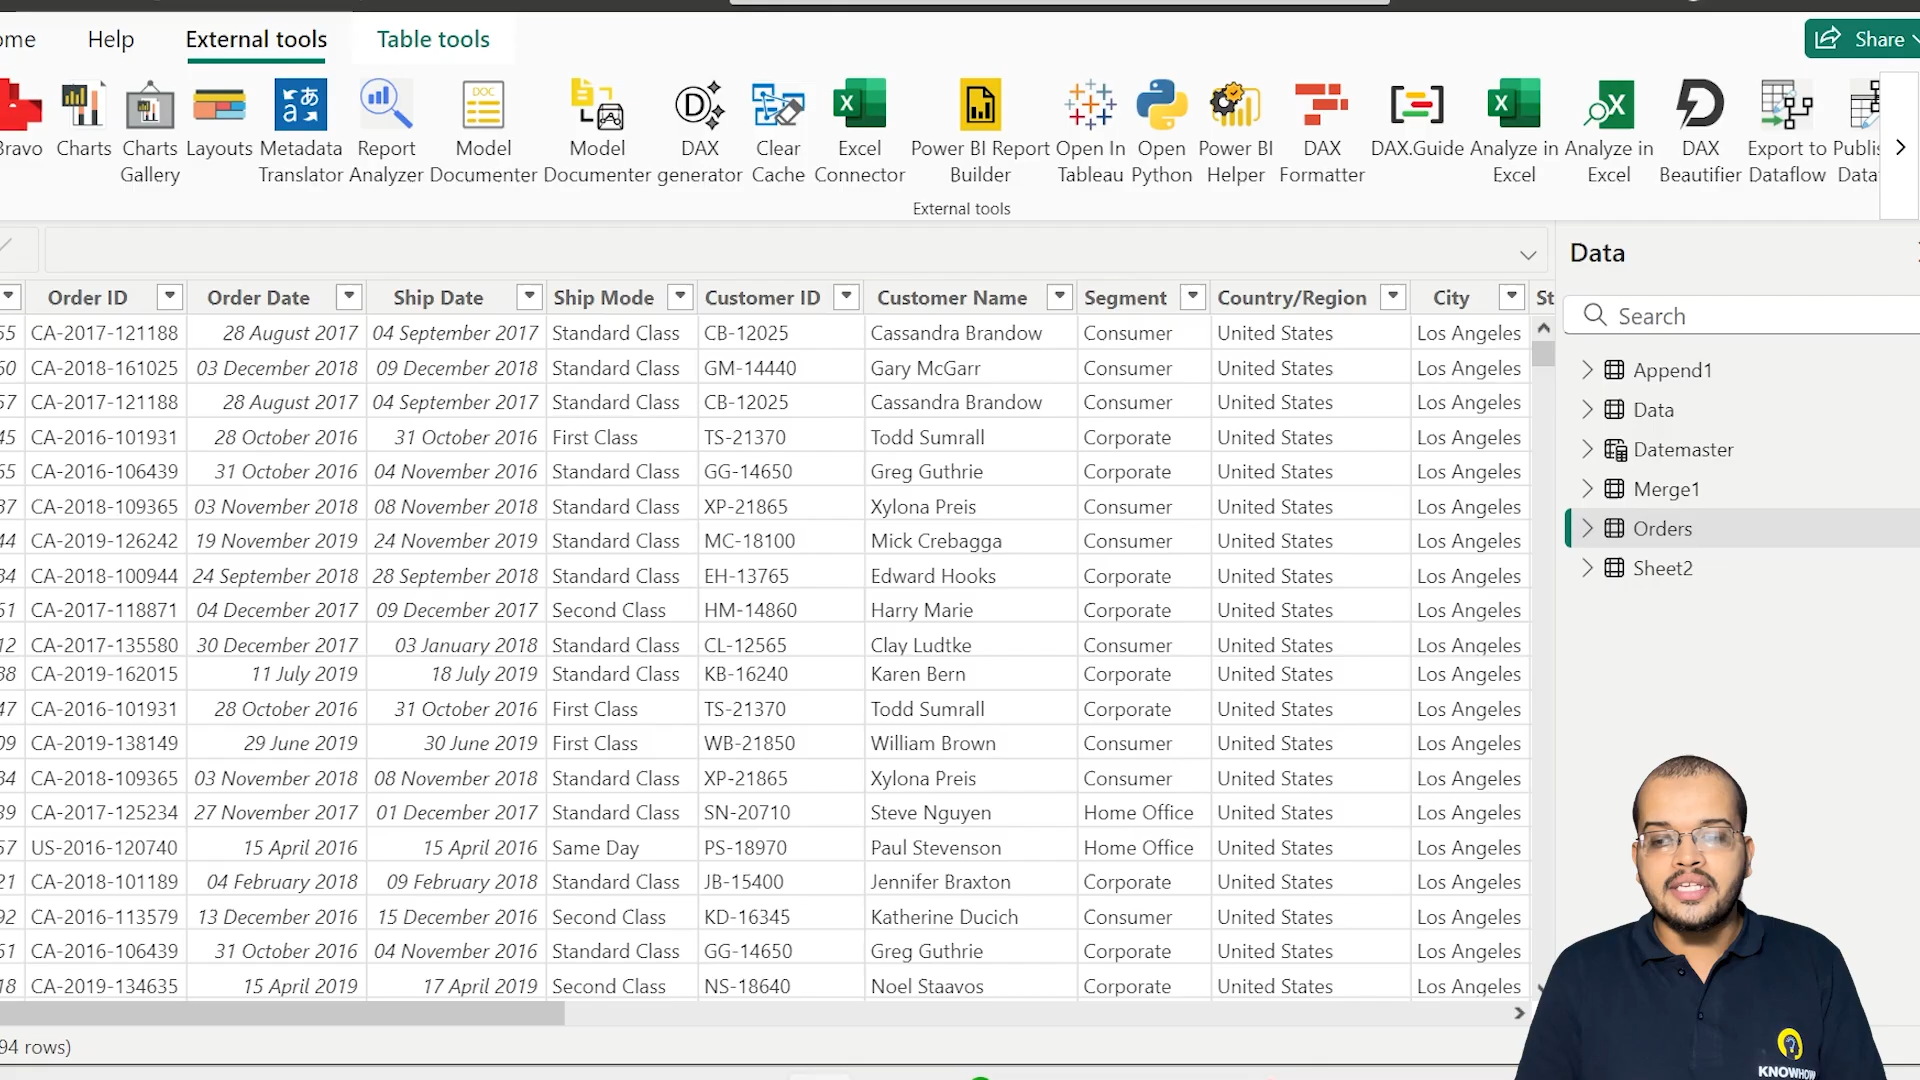 ome Help External tools Table tools Share
Bravo Charts Charts Layouts Metadata Report Model Model DAX Clear Excel Power BI Report Open In Open Power BI DAX DAX.Guide Analyze in Analyze in DAX Export to Publis
Gallery Translator Analyzer Documenter Documenter generator Cache Connector Builder Tableau Python Helper Formatter Excel Excel Beautifier Dataflow Data
External tools
Data
Order ID Order Date Ship Date Ship Mode Customer ID Customer Name Segment Country/Region City St
Search
55 CA-2017-121188 28 August 2017 04 September 2017 Standard Class CB-12025 Cassandra Brandow Consumer United States Los Angeles
60 CA-2018-161025 03 December 2018 09 December 2018 Standard Class GM-14440 Gary McGarr Consumer United States Los Angeles
57 CA-2017-121188 28 August 2017 04 September 2017 Standard Class CB-12025 Cassandra Brandow Consumer United States Los Angeles
45 CA-2016-101931 28 October 2016 31 October 2016 First Class TS-21370 Todd Sumrall Corporate United States Los Angeles
65 CA-2016-106439 31 October 2016 04 November 2016 Standard Class GG-14650 Greg Guthrie Corporate United States Los Angeles
37 CA-2018-109365 03 November 2018 08 November 2018 Standard Class XP-21865 Xylona Preis Consumer United States Los Angeles
44 CA-2019-126242 19 November 2019 24 November 2019 Standard Class MC-18100 Mick Crebagga Consumer United States Los Angeles
34 CA-2018-100944 24 September 2018 28 September 2018 Standard Class EH-13765 Edward Hooks Corporate United States Los Angeles
61 CA-2017-118871 04 December 2017 09 December 2017 Second Class HM-14860 Harry Marie Corporate United States Los Angeles
12 CA-2017-135580 30 December 2017 03 January 2018 Standard Class CL-12565 Clay Ludtke Consumer United States Los Angeles
38 CA-2019-162015 11 July 2019 18 July 2019 Standard Class KB-16240 Karen Bern Corporate United States Los Angeles
47 CA-2016-101931 28 October 2016 31 October 2016 First Class TS-21370 Todd Sumrall Corporate United States Los Angeles
09 CA-2019-138149 29 June 2019 30 June 2019 First Class WB-21850 William Brown Consumer United States Los Angeles
34 CA-2018-109365 03 November 2018 08 November 2018 Standard Class XP-21865 Xylona Preis Consumer United States Los Angeles
39 CA-2017-125234 27 November 2017 01 December 2017 Standard Class SN-20710 Steve Nguyen Home Office United States Los Angeles
57 US-2016-120740 15 April 2016 15 April 2016 Same Day PS-18970 Paul Stevenson Home Office United States Los Angeles
21 CA-2018-101189 04 February 2018 09 February 2018 Standard Class JB-15400 Jennifer Braxton Corporate United States Los Angeles
92 CA-2016-113579 13 December 2016 15 December 2016 Second Class KD-16345 Katherine Ducich Consumer United States Los Angeles
61 CA-2016-106439 31 October 2016 04 November 2016 Standard Class GG-14650 Greg Guthrie Corporate United States Los Angeles
18 CA-2019-134635 15 April 2019 17 April 2019 Second Class NS-18640 Noel Staavos Corporate United States Los Angeles
Append1
Data
Datemaster
Merge1
Orders
Sheet2
94 rows)
KNOWHOW